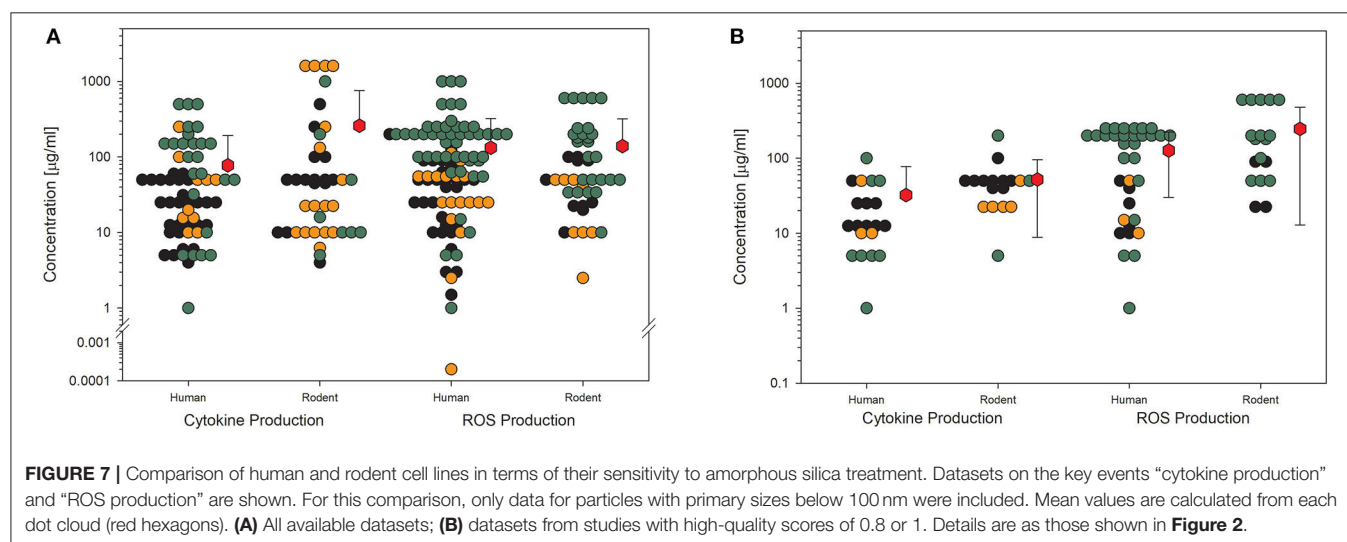 A
Concentration [µg/ml]
1000
100
10
1
0.001
0.0001
Human
Rodent
Human
Rodent
Cytokine Production
ROS Production
B
Concentration [µg/ml]
1000
100
10
1
0.1
Human
Rodent
Human
Rodent
Cytokine Production
ROS Production
FIGURE 7 | Comparison of human and rodent cell lines in terms of their sensitivity to amorphous silica treatment. Datasets on the key events “cytokine production”
and “ROS production” are shown. For this comparison, only data for particles with primary sizes below 100 nm were included. Mean values are calculated from each
dot cloud (red hexagons). (A) All available datasets; (B) datasets from studies with high-quality scores of 0.8 or 1. Details are as those shown in Figure 2.